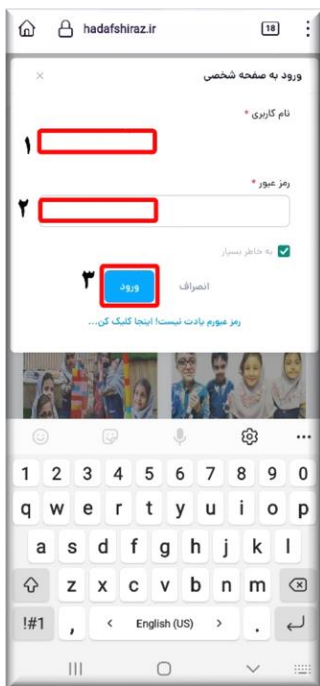 hadafshiraz.ir
18
ورود به صفحه شخصی
×
نام کاربری *
۱
رمز عبور *
۲
به خاطر بسپار
انصراف
ورود
۳
رمز عبورم یادت نیست! اینجا کلیک کن...
1 2 3 4 5 6 7 8 9 0
q w e r t y u i o p
a s d f g h j k l
z x c v b n m
!#1 , < English (US) > .